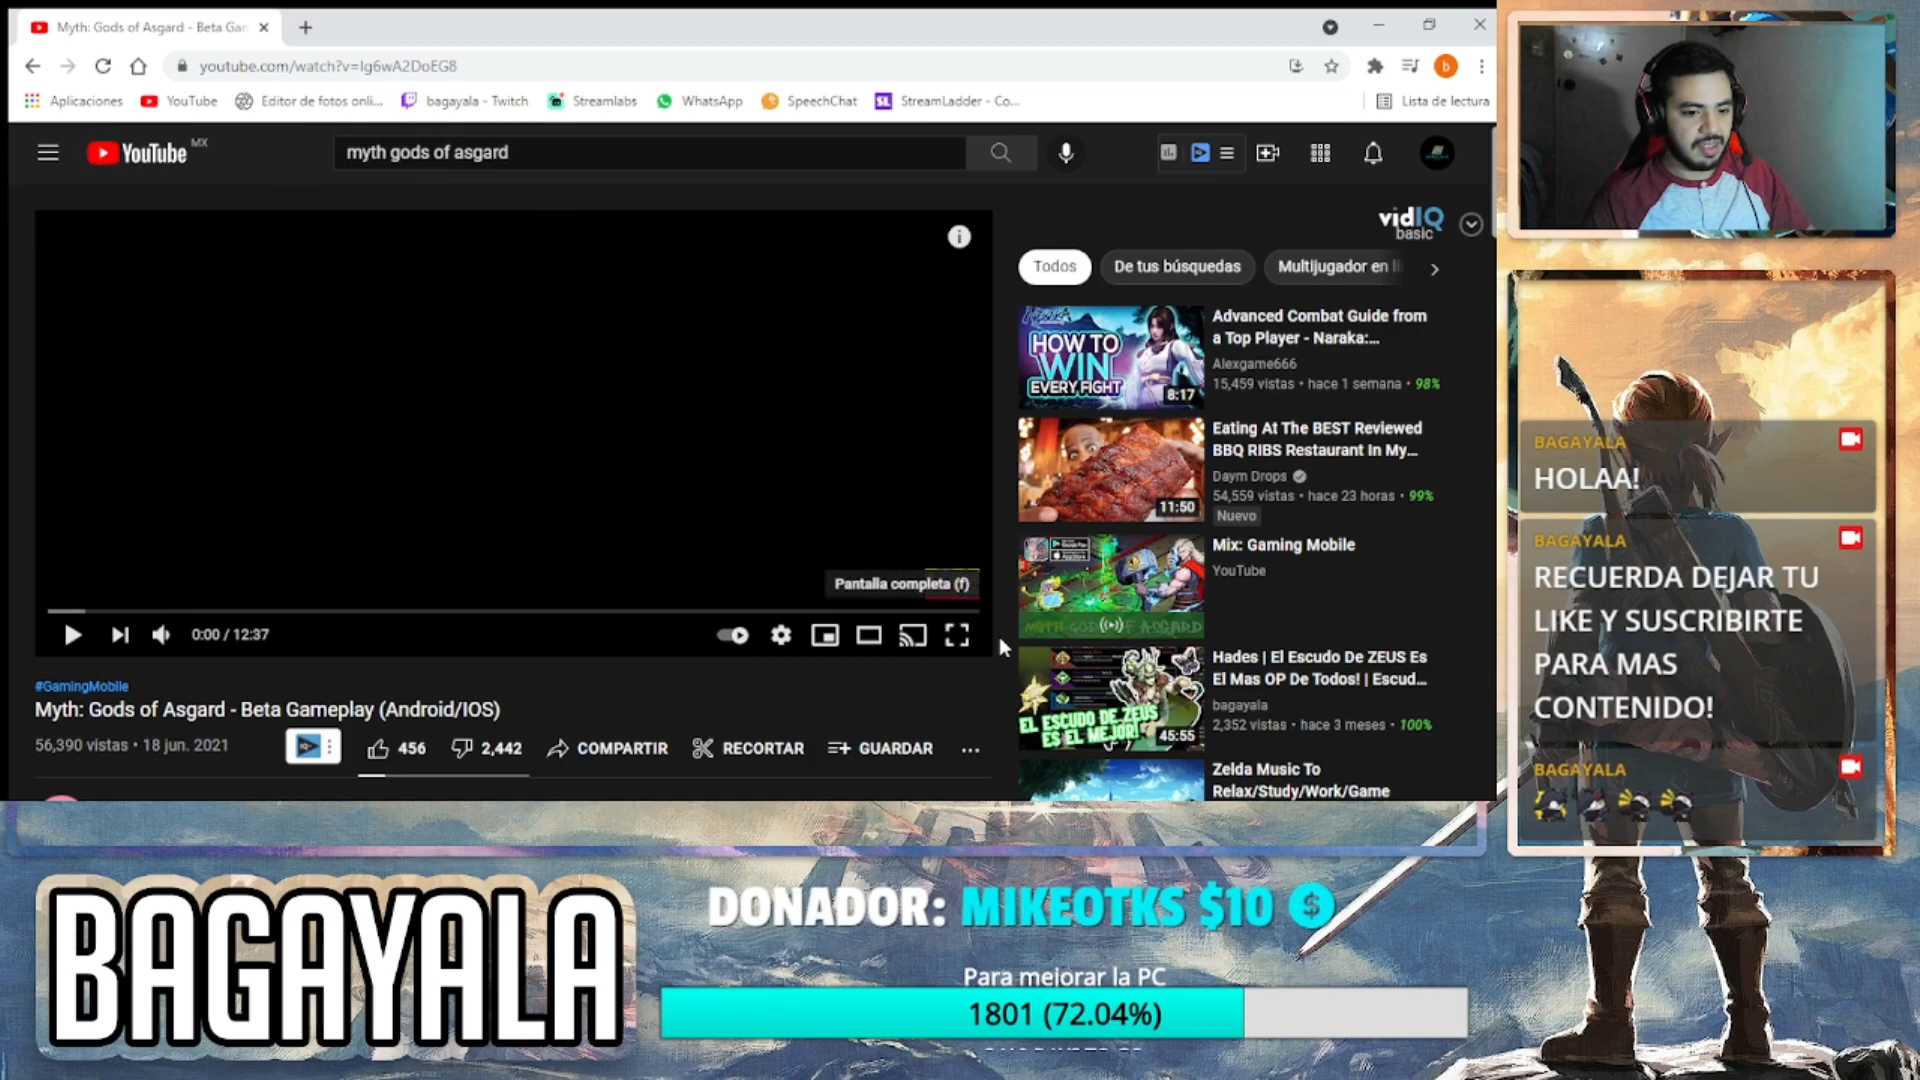 Myth: Gods of Asgard - Beta Gam
youtube.com/watch?v=Ig6wA2DoEG8
b
Aplicaciones
YouTube
Editor de fotos onli...
bagayala - Twitch
Streamlabs
WhatsApp
SpeechChat
SL
StreamLadder - Co...
Lista de lectura
YouTube MX
myth gods of asgard
vidIQ
basic
Todos
De tus búsquedas
Multijugador en lí
HOW TO
WIN
EVERY FIGHT
8:17
Advanced Combat Guide from
a Top Player - Naraka:...
Alexgame666
15,459 vistas • hace 1 semana • 98%
11:50
Eating At The BEST Reviewed
BBQ RIBS Restaurant In My...
Daym Drops
54,559 vistas • hace 23 horas • 99%
Nuevo
MYTH GODS OF ASGARD
Mix: Gaming Mobile
YouTube
EL ESCUDO DE ZEUS
ES EL MEJOR!
45:55
Hades | El Escudo De ZEUS Es
El Mas OP De Todos! | Escud...
bagayala
2,352 vistas • hace 3 meses • 100%
Zelda Music To
Relax/Study/Work/Game
Pantalla completa (f)
0:00 / 12:37
#GamingMobile
Myth: Gods of Asgard - Beta Gameplay (Android/IOS)
56,390 vistas • 18 jun. 2021
456
2,442
COMPARTIR
RECORTAR
GUARDAR
BAGAYALA
HOLAA!
BAGAYALA
RECUERDA DEJAR TU
LIKE Y SUSCRIBIRTE
PARA MAS
CONTENIDO!
BAGAYALA
BAGAYALA
DONADOR: MIKEOTKS $10
Para mejorar la PC
1801 (72.04%)